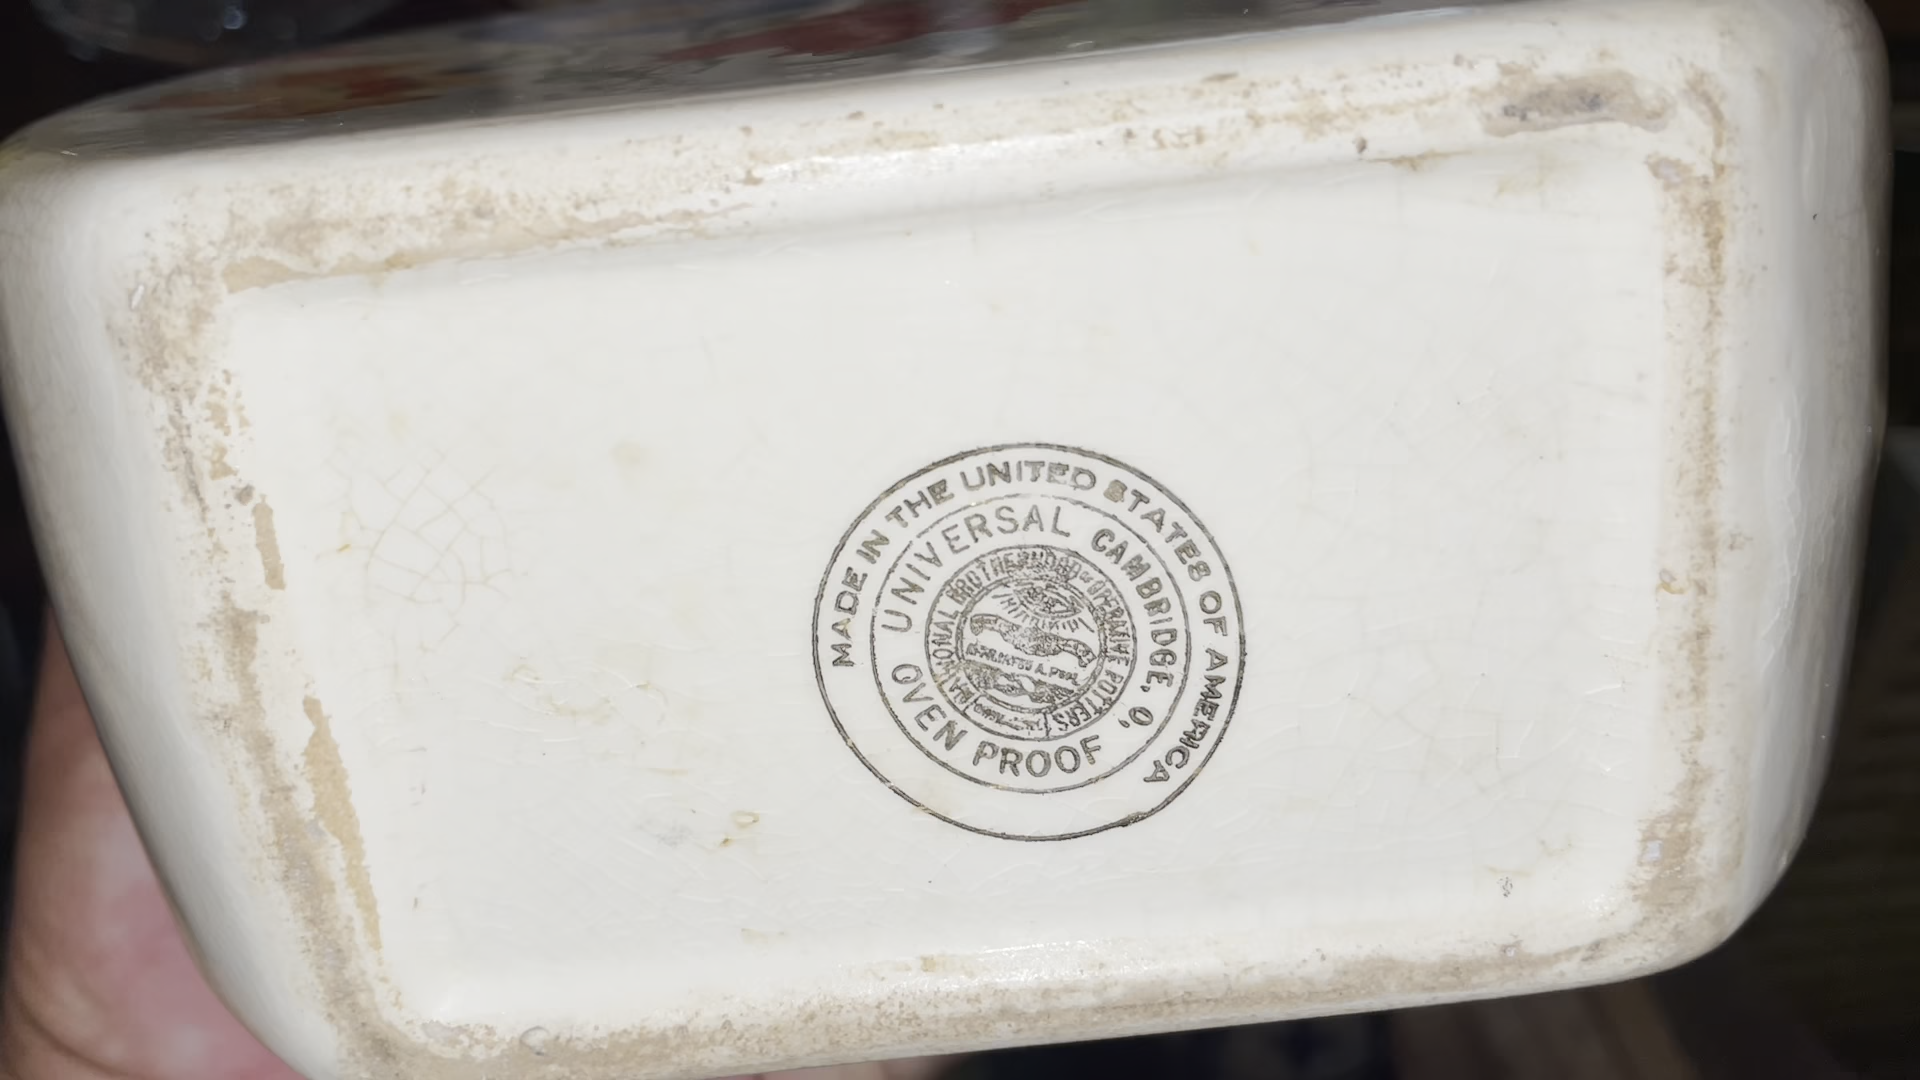 MADE IN THE UNITED STATES OF AMERICA
UNIVERSAL CAMBRIDGE, O,
OVEN PROOF
NATIONAL BROTHERHOOD OF OPERATIVE POTTERS